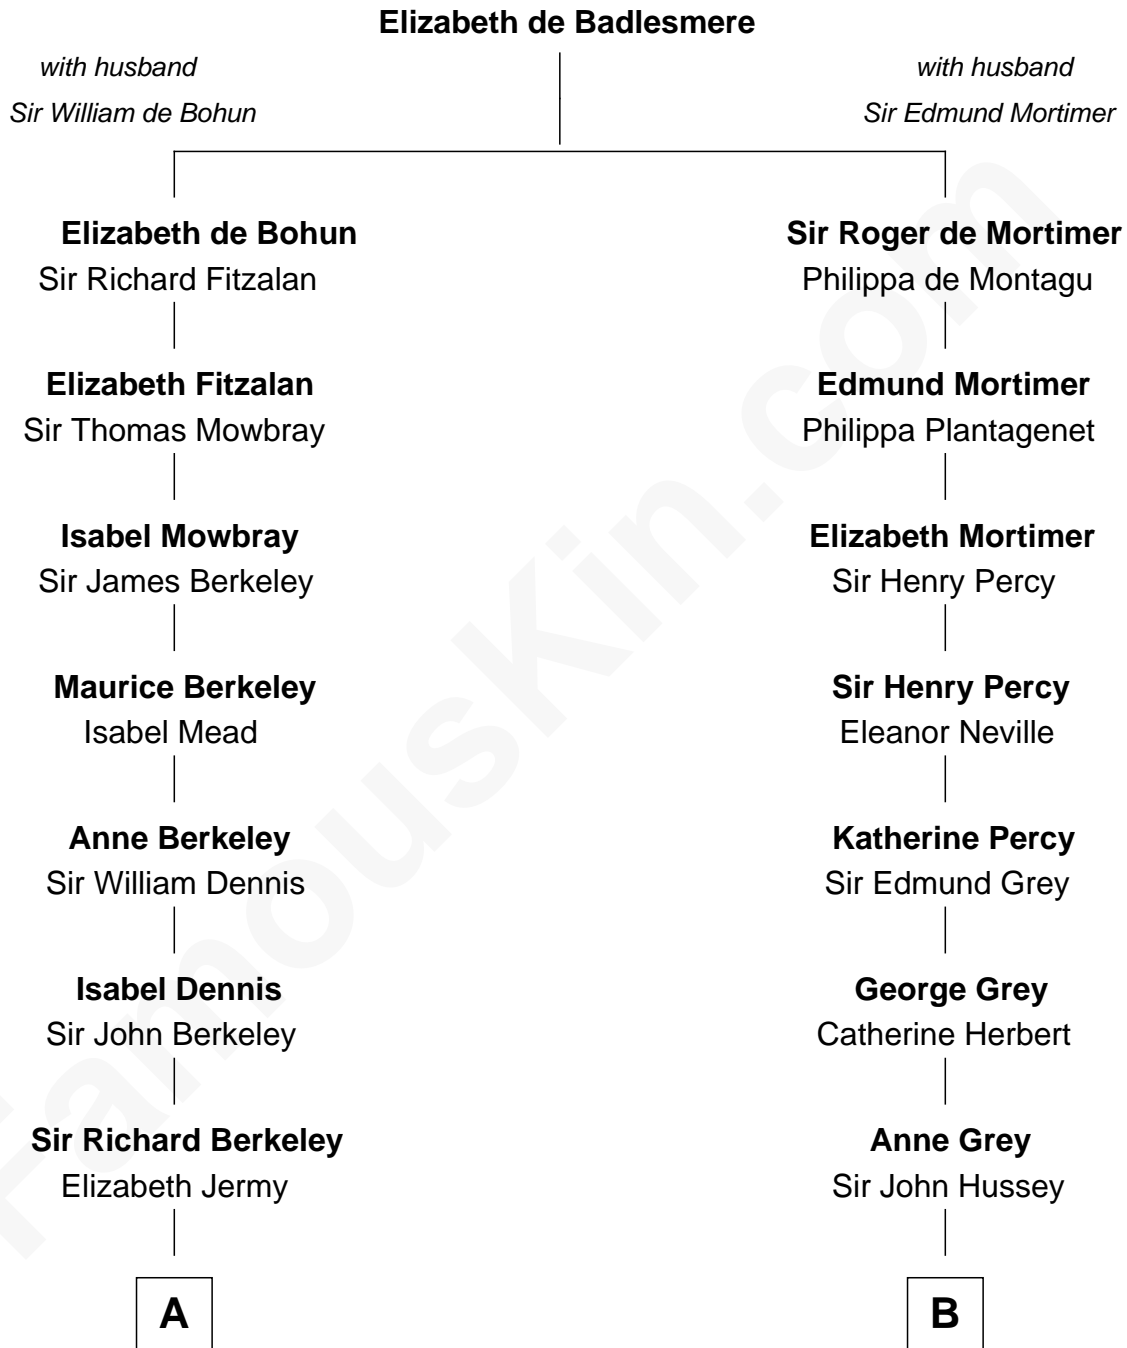 Elizabeth de Badlesmere
with husband
Sir William de Bohun
with husband
Sir Edmund Mortimer
Elizabeth de Bohun
Sir Richard Fitzalan
Elizabeth Fitzalan
Sir Thomas Mowbray
Isabel Mowbray
Sir James Berkeley
Maurice Berkeley
Isabel Mead
Anne Berkeley
Sir William Dennis
Isabel Dennis
Sir John Berkeley
Sir Richard Berkeley
Elizabeth Jermy
A
Sir Roger de Mortimer
Philippa de Montagu
Edmund Mortimer
Philippa Plantagenet
Elizabeth Mortimer
Sir Henry Percy
Sir Henry Percy
Eleanor Neville
Katherine Percy
Sir Edmund Grey
George Grey
Catherine Herbert
Anne Grey
Sir John Hussey
B
FamousKin.com